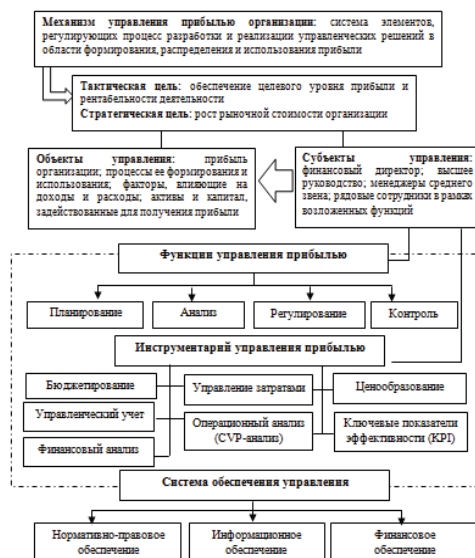 Механизм управления прибылью организации: система элементов,
регулирующих процесс разработки и реализации управленческих решений в
области формирования, распределения и использования прибыли
Тактическая цель: обеспечение целевого уровня прибыли и
рентабельности деятельности
Стратегическая цель: рост рыночной стоимости организации
Объекты управления: прибыль
организации; процессы ее формирования и
использования; факторы, влияющие на
доходы и расходы; активы и капитал,
задействованные для получения прибыли
Субъекты управления:
финансовый директор; высшее
руководство; менеджеры среднего
звена; рядовые сотрудники в рамках
возложенных функций
Функции управления прибылью
Планирование
Анализ
Регулирование
Контроль
Инструментарий управления прибылью
Бюджетирование
Управление затратами
Ценообразование
Управленческий учет
Операционный анализ
(CVP-анализ)
Ключевые показатели
эффективности (KPI)
Финансовый анализ
Система обеспечения управления
Нормативно-правовое
обеспечение
Информационное
обеспечение
Финансовое
обеспечение